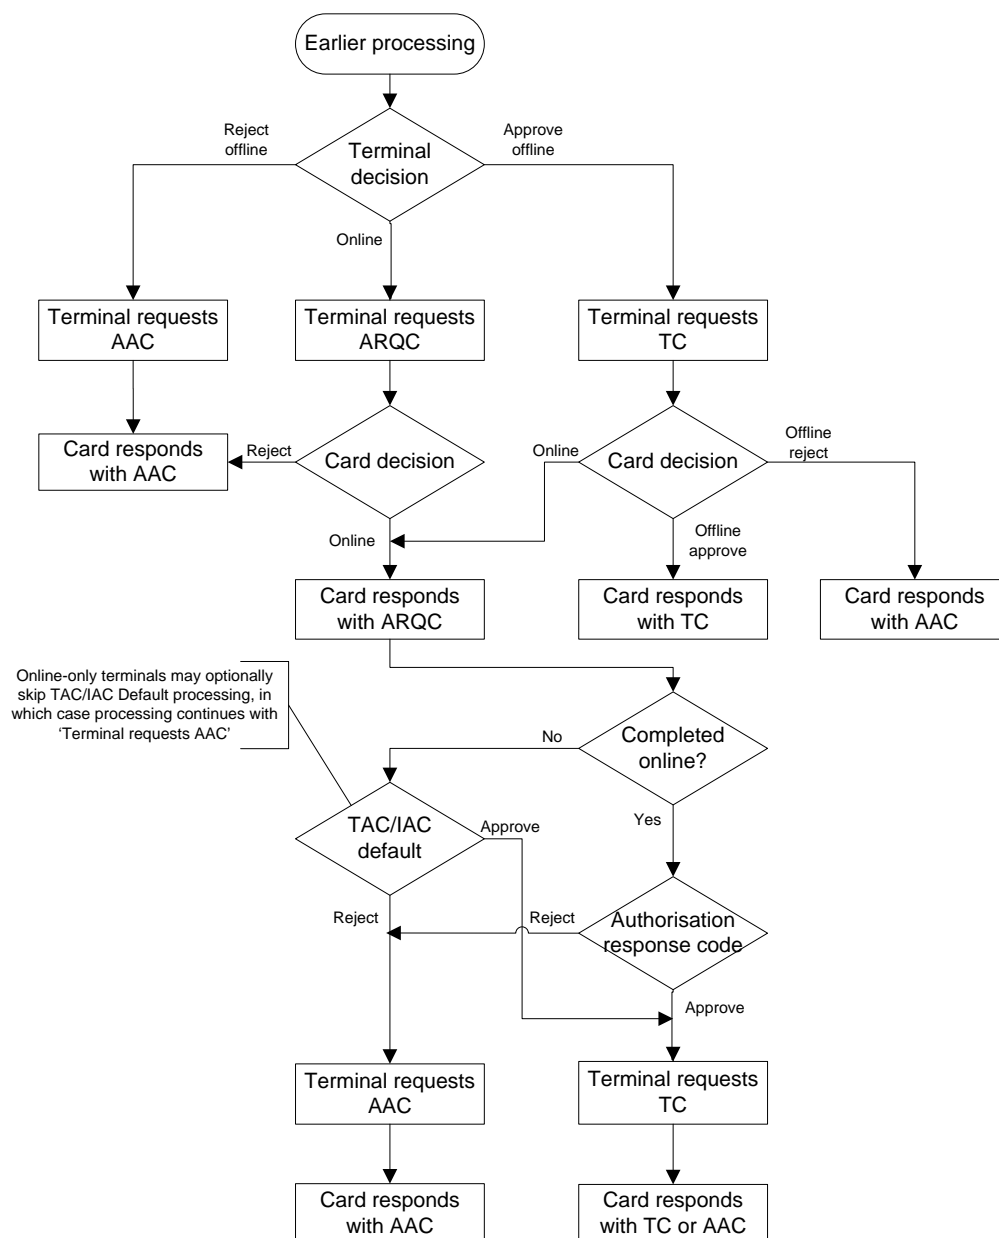 Earlier processing
Reject
offline
Approve
offline
Terminal
decision
Online
Terminal requests
AAC
Terminal requests
ARQC
Terminal requests
TC
Card responds
with AAC
Reject
Card decision
Online
Card decision
Offline
reject
Online
Offline
approve
Card responds
with ARQC
Card responds
with TC
Card responds
with AAC
Online-only terminals may optionally
skip TAC/IAC Default processing, in
which case processing continues with
‘Terminal requests AAC’
No
Completed
online?
TAC/IAC
default
Approve
Yes
Reject
Reject
Authorisation
response code
Approve
Terminal requests
AAC
Terminal requests
TC
Card responds
with AAC
Card responds
with TC or AAC